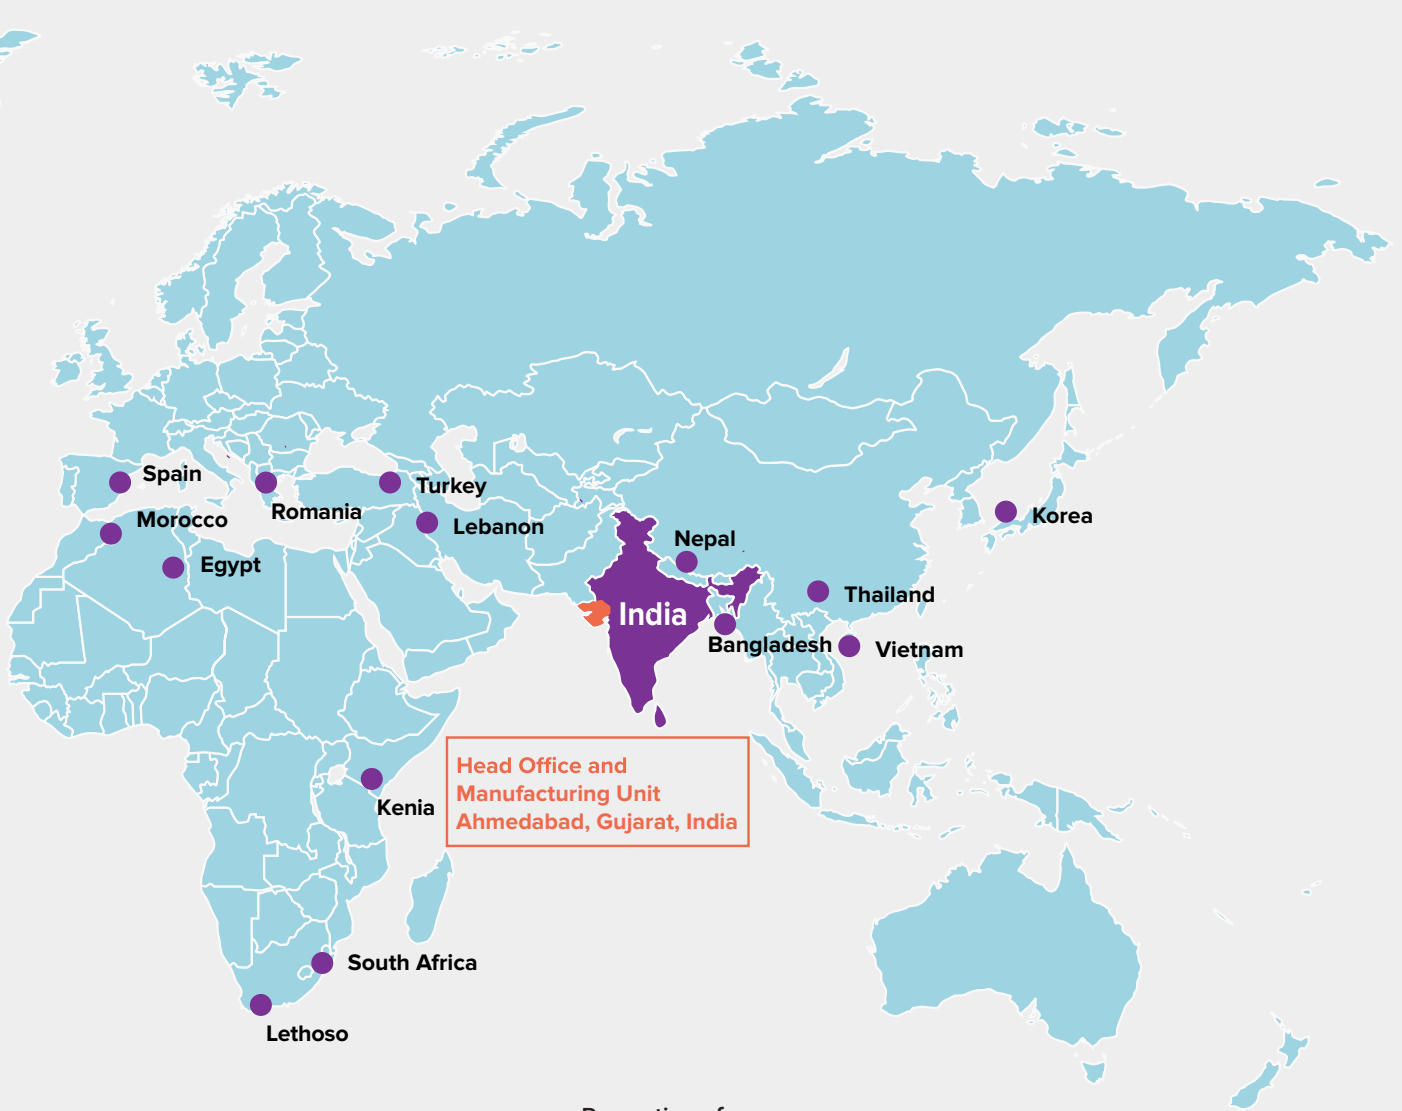 Spain
Turkey
Romania
Morocco
Lebanon
Korea
Nepal
Egypt
Thailand
India
Bangladesh
Vietnam
Head Office and
Manufacturing Unit
Ahmedabad, Gujarat, India
Kenia
South Africa
Lethoso